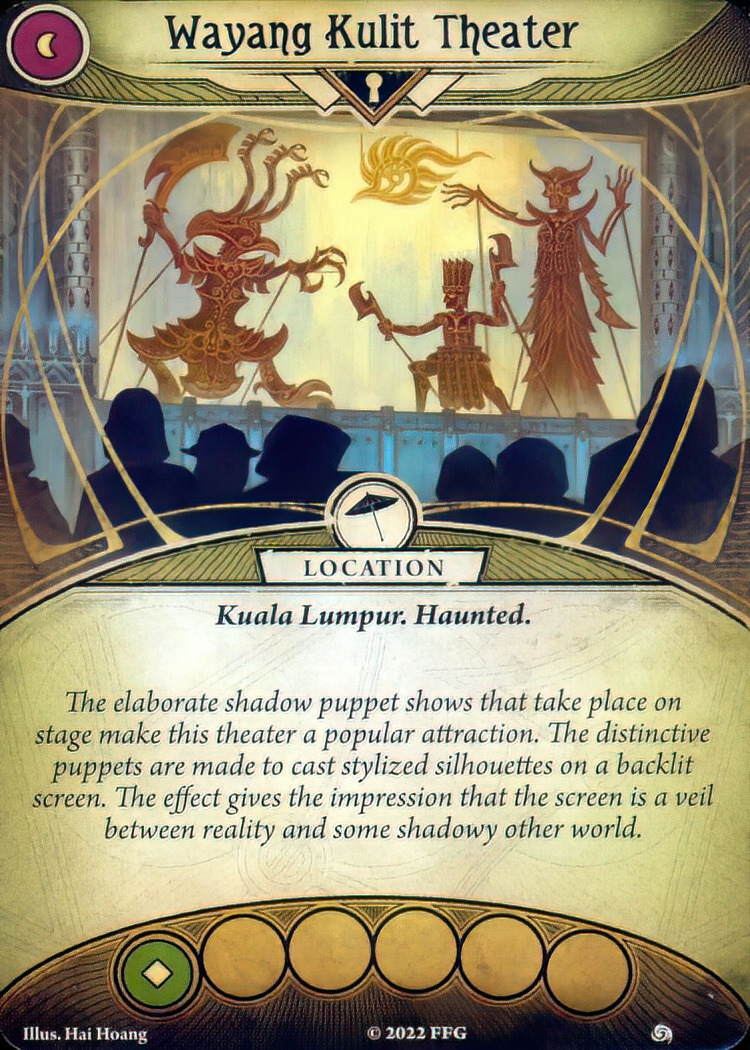 Wayang Kulit Theater
LOCATION
Kuala Lumpur. Haunted.
The elaborate shadow puppet shows that take place on
stage make this theater a popular attraction. The distinctive
puppets are made to cast stylized silhouettes on a backlit
screen. The effect gives the impression that the screen is a veil
between reality and some shadowy other world.
Illus. Hai Hoang
© 2022 FFG